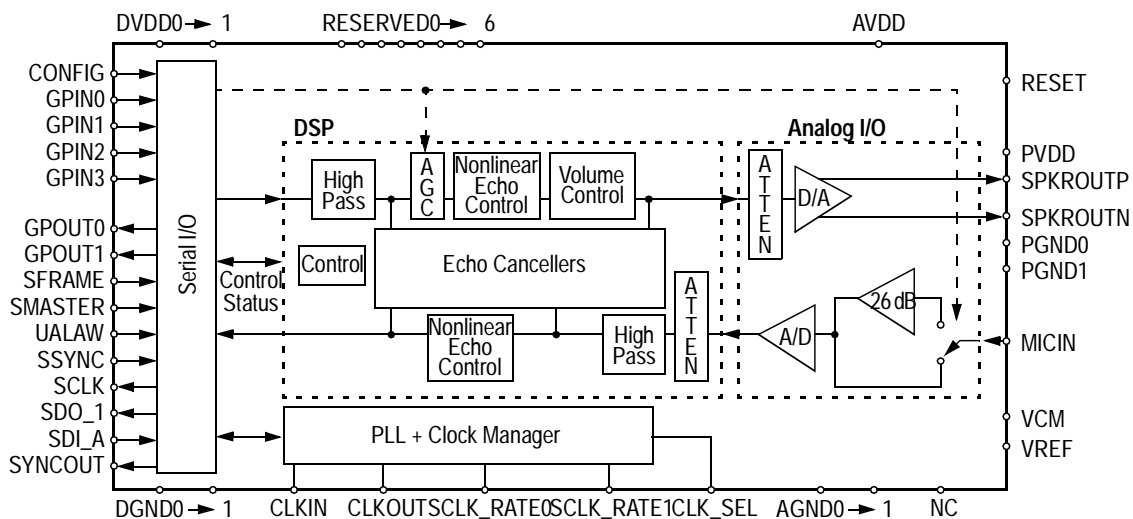 DVDD0→ 1
RESERVED0→ 6
AVDD
CONFIG
GPIN0
GPIN1
GPIN2
GPIN3
GPOUT0
GPOUT1
SFRAME
SMASTER
UALAW
SSYNC
SCLK
SDO_1
SDI_A
SYNCOUT
Serial I/O
Control
Status
DSP
High
Pass
AGC
Nonlinear
Echo
Control
Volume
Control
Control
Echo Cancellers
Nonlinear
Echo
Control
High
Pass
ATTEN
Analog I/O
ATTEN
D/A
A/D
26 dB
RESET
PVDD
SPKROUTP
SPKROUTN
PGND0
PGND1
MICIN
VCM
VREF
PLL + Clock Manager
DGND0→ 1
CLKIN
CLKOUT
SCLK_RATE0
SCLK_RATE1
CLK_SEL
AGND0→ 1
NC